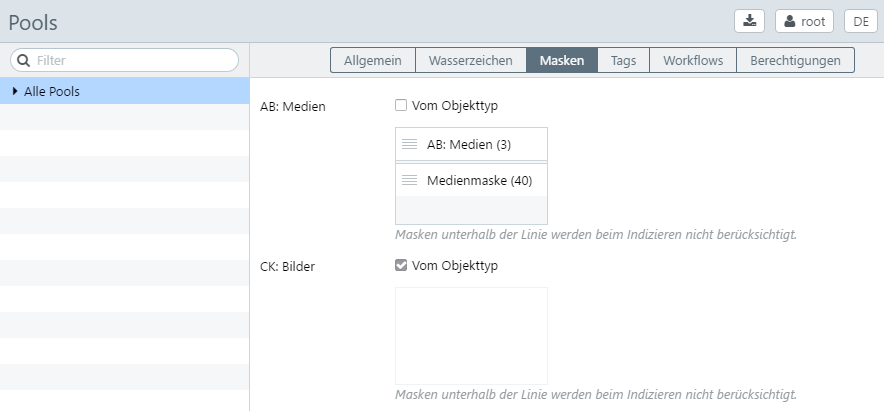 Pools
root
DE
Filter
Allgemein
Wasserzeichen
Masken
Tags
Workflows
Berechtigungen
Alle Pools
AB: Medien
Vom Objekttyp
AB: Medien (3)
Medienmaske (40)
Masken unterhalb der Linie werden beim Indizieren nicht berücksichtigt.
CK: Bilder
Vom Objekttyp
Masken unterhalb der Linie werden beim Indizieren nicht berücksichtigt.